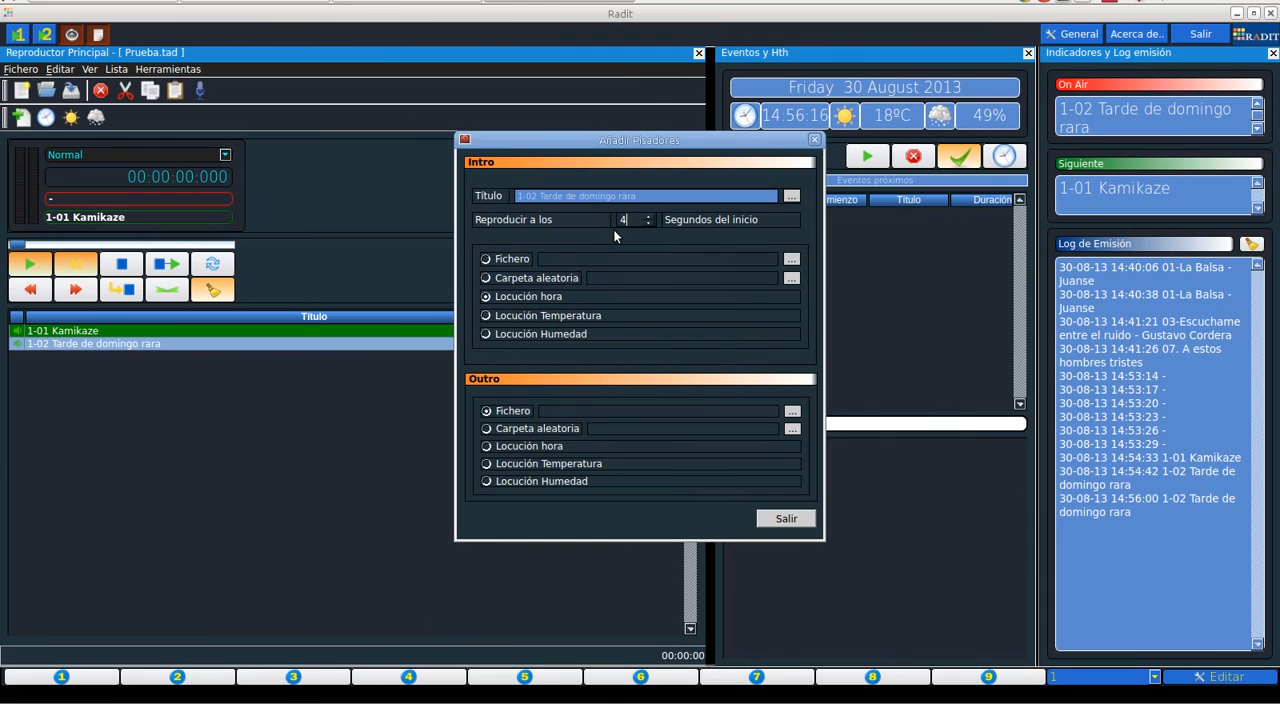 Radit
1
2
General
Acerca de..
Salir
RADIT
Reproductor Principal - [ Prueba.tad ]
Eventos y Hth
Indicadores y Log emisión
Fichero Editar Ver Lista Herramientas
Friday 30 August 2013
14:56:16
18ºC
49%
On Air
1-02 Tarde de domingo
rara
Siguiente
1-01 Kamikaze
Log de Emisión
30-08-13 14:40:06 01-La Balsa -
Juanse
30-08-13 14:40:38 01-La Balsa -
Juanse
30-08-13 14:41:21 03-Escuchame
entre el ruido - Gustavo Cordera
30-08-13 14:41:26 07. A estos
hombres tristes
30-08-13 14:53:14 -
30-08-13 14:53:17 -
30-08-13 14:53:20 -
30-08-13 14:53:23 -
30-08-13 14:53:26 -
30-08-13 14:53:29 -
30-08-13 14:54:33 1-01 Kamikaze
30-08-13 14:54:42 1-02 Tarde de
domingo rara
30-08-13 14:56:00 1-02 Tarde de
domingo rara
Normal
00:00:00:000
-
1-01 Kamikaze
Título
1-01 Kamikaze
1-02 Tarde de domingo rara
Eventos próximos
mienzo
Título
Duración
Añadir Pisadores
Intro
Título 1-02 Tarde de domingo rara ...
Reproducir a los 4 Segundos del inicio
Fichero ...
Carpeta aleatoria ...
Locución hora
Locución Temperatura
Locución Humedad
Outro
Fichero ...
Carpeta aleatoria ...
Locución hora
Locución Temperatura
Locución Humedad
Salir
00:00:00
1 2 3 4 5 6 7 8 9
1
Editar